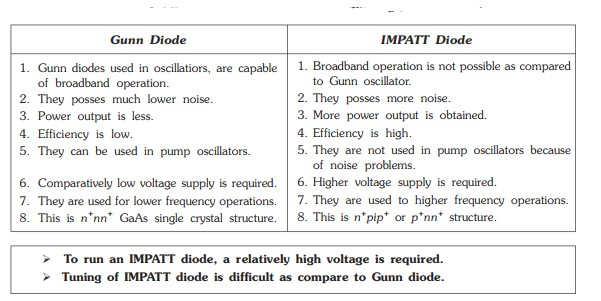 Gunn Diode
1. Gunn diodes used in oscillatiors, are capable
of broadband operation.
2. They posses much lower noise.
3. Power output is less.
4. Efficiency is low.
5. They can be used in pump oscillators.
6. Comparatively low voltage supply is required.
7. They are used for lower frequency operations.
8. This is n⁺nn⁺ GaAs single crystal structure.
IMPATT Diode
1. Broadband operation is not possible as compared
to Gunn oscillator.
2. They posses more noise.
3. More power output is obtained.
4. Efficiency is high.
5. They are not used in pump oscillators because
of noise problems.
6. Higher voltage supply is required.
7. They are used to higher frequency operations.
8. This is n⁺pip⁺ or p⁺nn⁺ structure.
➤ To run an IMPATT diode, a relatively high voltage is required.
➤ Tuning of IMPATT diode is difficult as compare to Gunn diode.